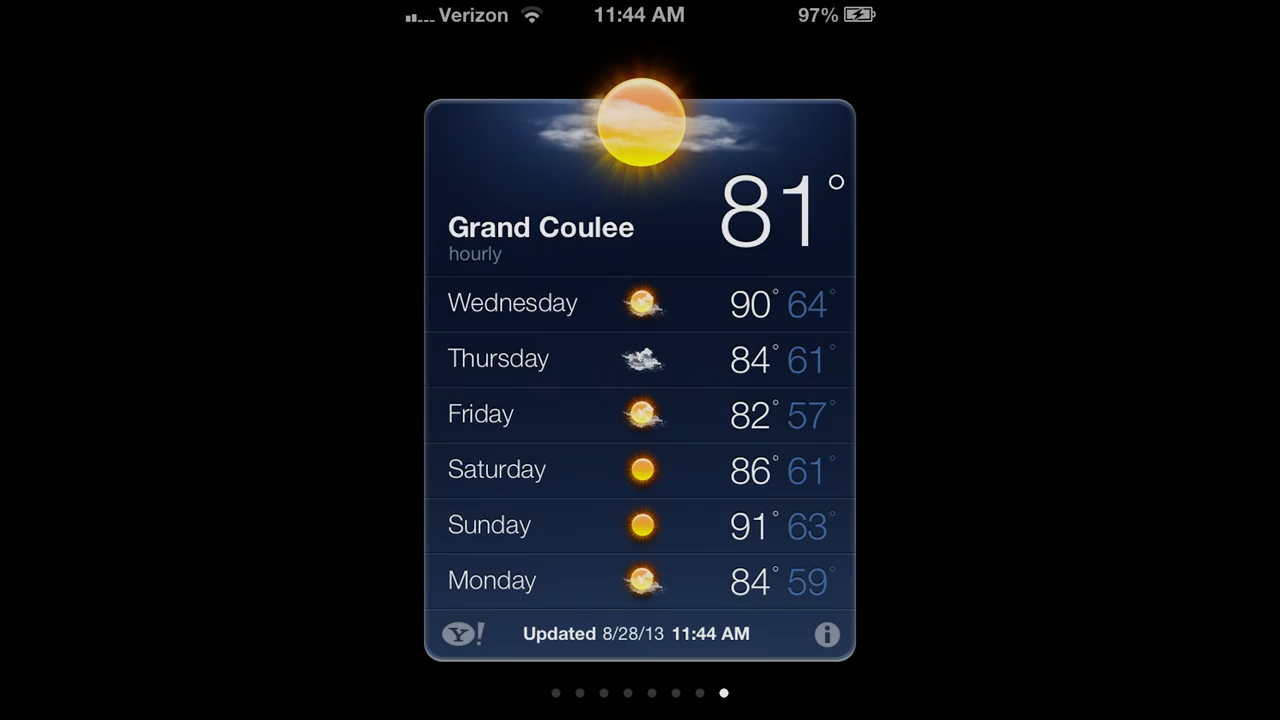 Verizon 11:44 AM 97%
81°
Grand Coulee
hourly
Wednesday 90° 64°
Thursday 84° 61°
Friday 82° 57°
Saturday 86° 61°
Sunday 91° 63°
Monday 84° 59°
Y! Updated 8/28/13 11:44 AM i